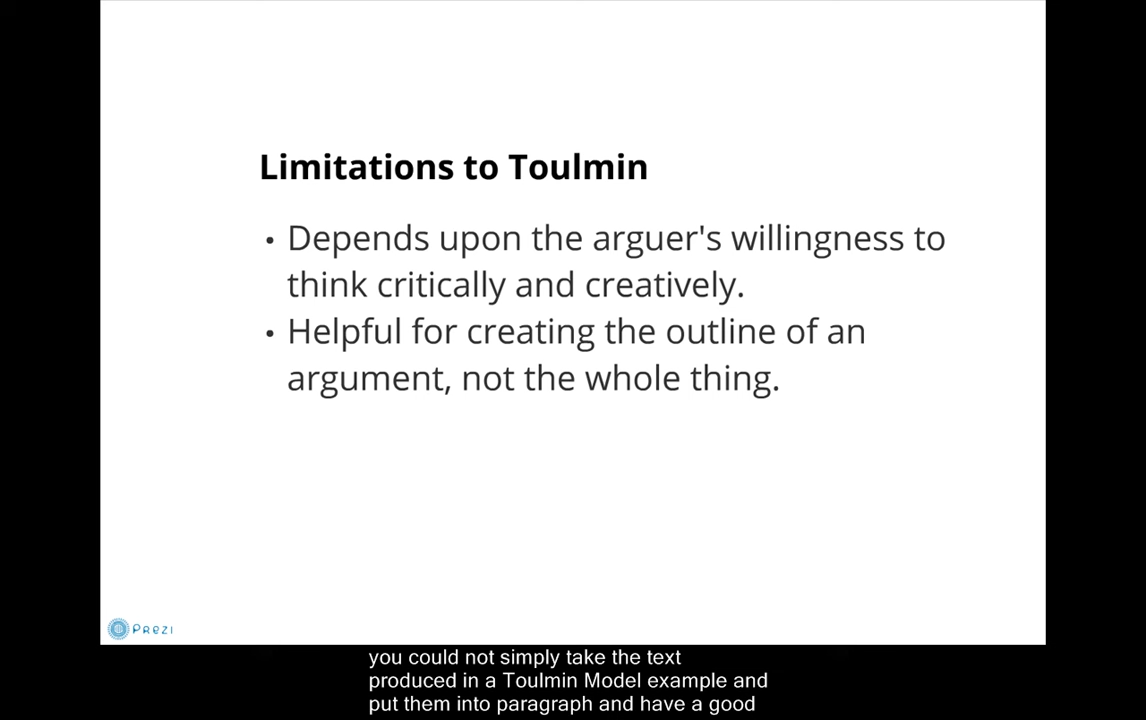 Limitations to Toulmin
• Depends upon the arguer's willingness to
think critically and creatively.
• Helpful for creating the outline of an
argument, not the whole thing.
Prezi
you could not simply take the text
produced in a Toulmin Model example and
put them into paragraph and have a good